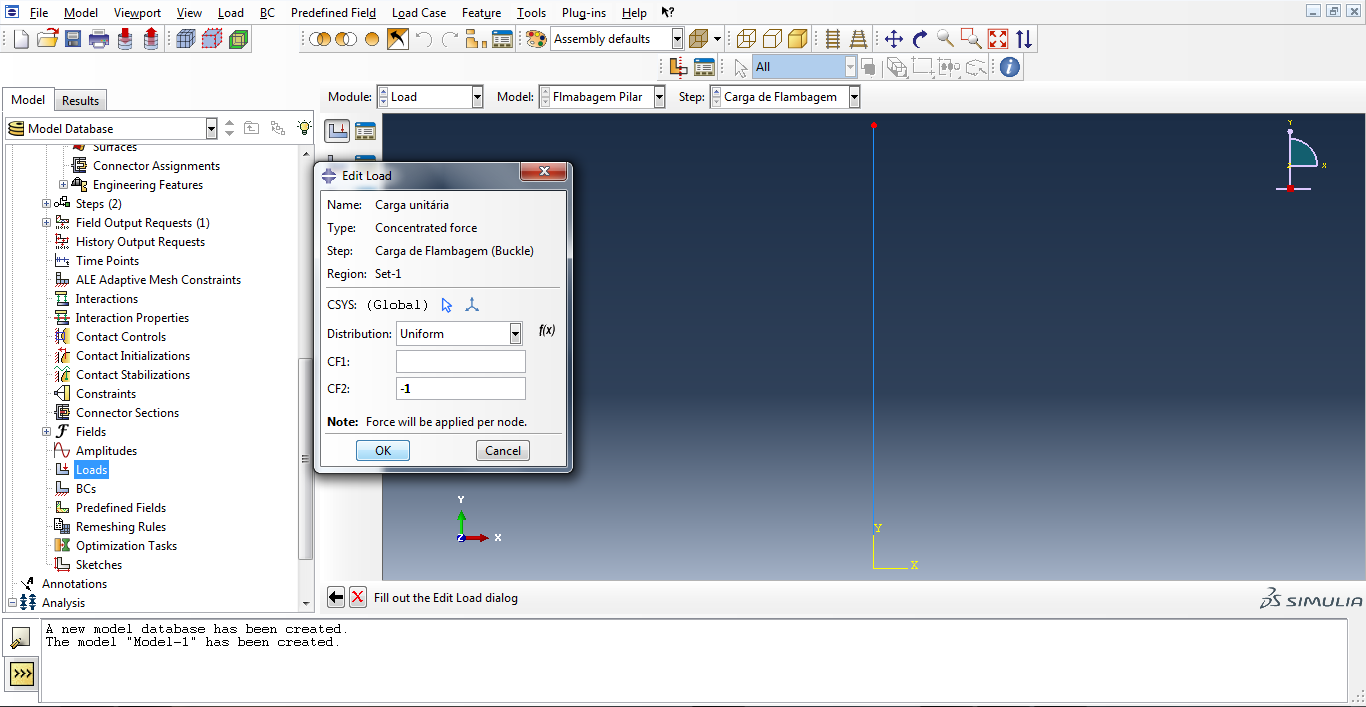 File Model Viewport View Load BC Predefined Field Load Case Feature Tools Plug-ins Help
Assembly defaults
All
Model Results
Module: Load Model: Flmabagem Pilar Step: Carga de Flambagem
Model Database
Surfaces
Connector Assignments
Engineering Features
Steps (2)
Field Output Requests (1)
History Output Requests
Time Points
ALE Adaptive Mesh Constraints
Interactions
Interaction Properties
Contact Controls
Contact Initializations
Contact Stabilizations
Constraints
Connector Sections
Fields
Amplitudes
Loads
BCs
Predefined Fields
Remeshing Rules
Optimization Tasks
Sketches
Annotations
Analysis
Edit Load
Name: Carga unitária
Type: Concentrated force
Step: Carga de Flambagem (Buckle)
Region: Set-1
CSYS: (Global)
Distribution: Uniform f(x)
CF1:
CF2: -1
Note: Force will be applied per node.
OK Cancel
Y
X
Y
Z X
Y
X
Fill out the Edit Load dialog
SIMULIA
A new model database has been created.
The model "Model-1" has been created.
>>>